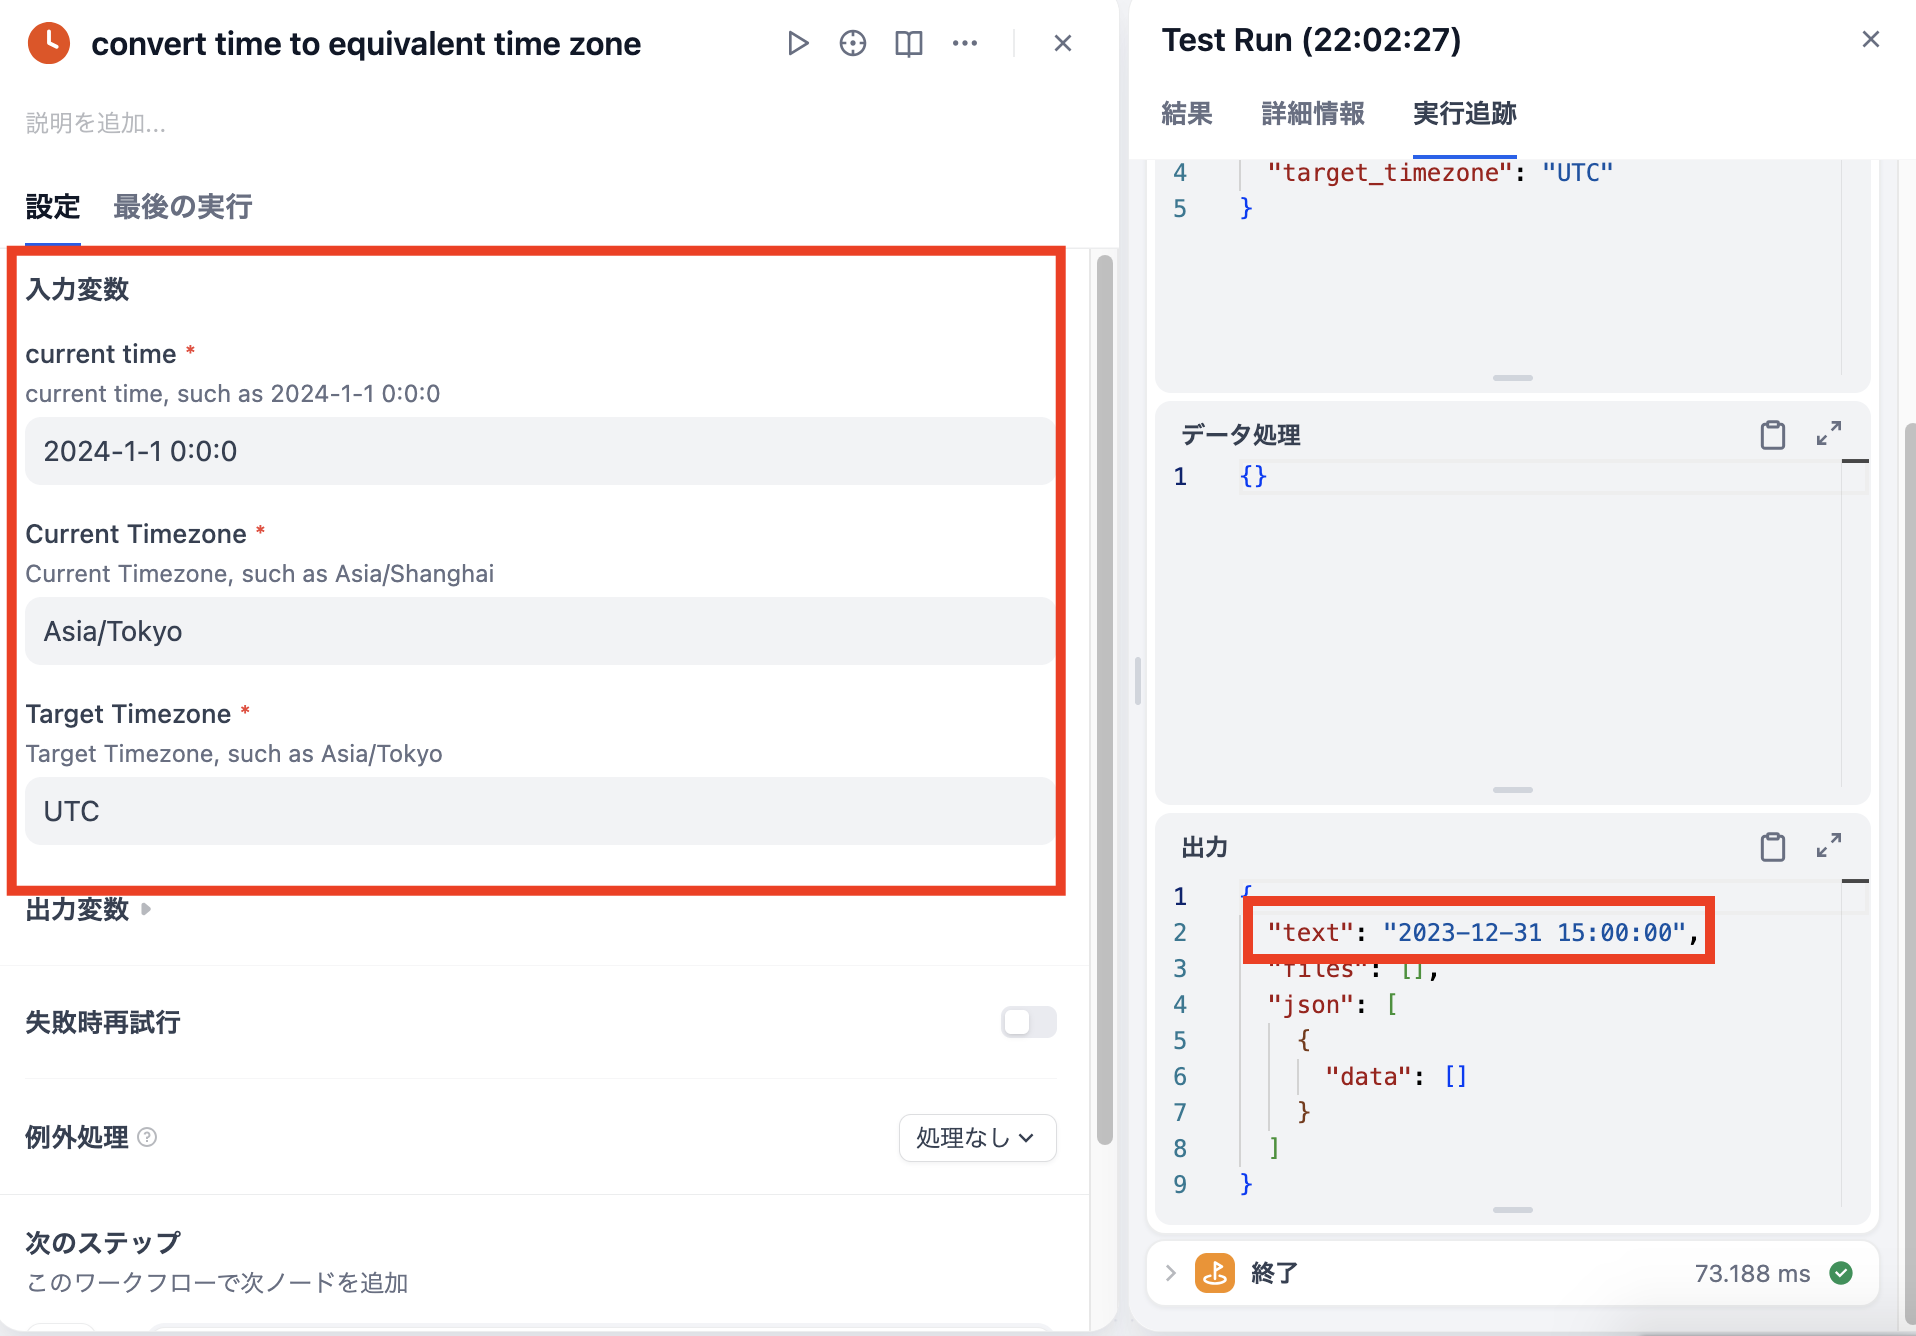 convert time to equivalent time zone
説明を追加...
設定 最後の実行
入力変数
current time *
current time, such as 2024-1-1 0:0:0
2024-1-1 0:0:0
Current Timezone *
Current Timezone, such as Asia/Shanghai
Asia/Tokyo
Target Timezone *
Target Timezone, such as Asia/Tokyo
UTC
出力変数
失敗時再試行
例外処理 ?
処理なし
次のステップ
このワークフローで次ノードを追加
Test Run (22:02:27)
結果 詳細情報 実行追跡
4 "target_timezone": "UTC"
5 }
データ処理
1 {}
出力
1 {
2 "text": "2023-12-31 15:00:00",
3 "files": [],
4 "json": [
5 {
6 "data": []
7 }
8 ]
9 }
終了 73.188 ms